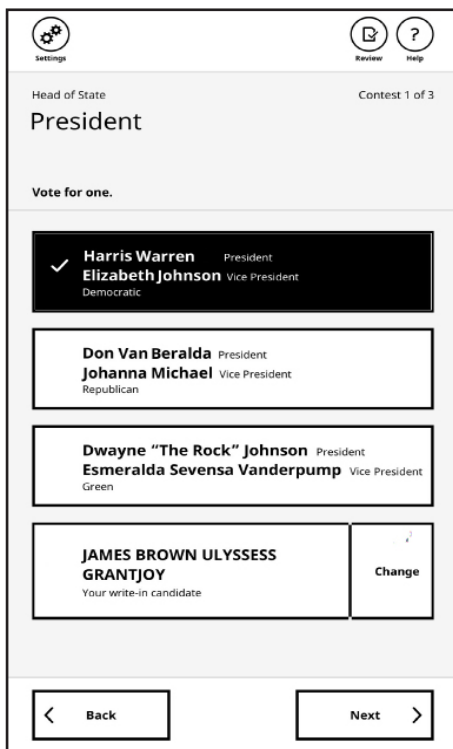 Settings
Review
?
Help
Head of State
Contest 1 of 3
President
Vote for one.
Harris Warren President
Elizabeth Johnson Vice President
Democratic
Don Van Beralda President
Johanna Michael Vice President
Republican
Dwayne “The Rock” Johnson President
Esmeralda Sevensa Vanderpump Vice President
Green
JAMES BROWN ULYSSESS
GRANTJOY
Your write-in candidate
Change
Back
Next